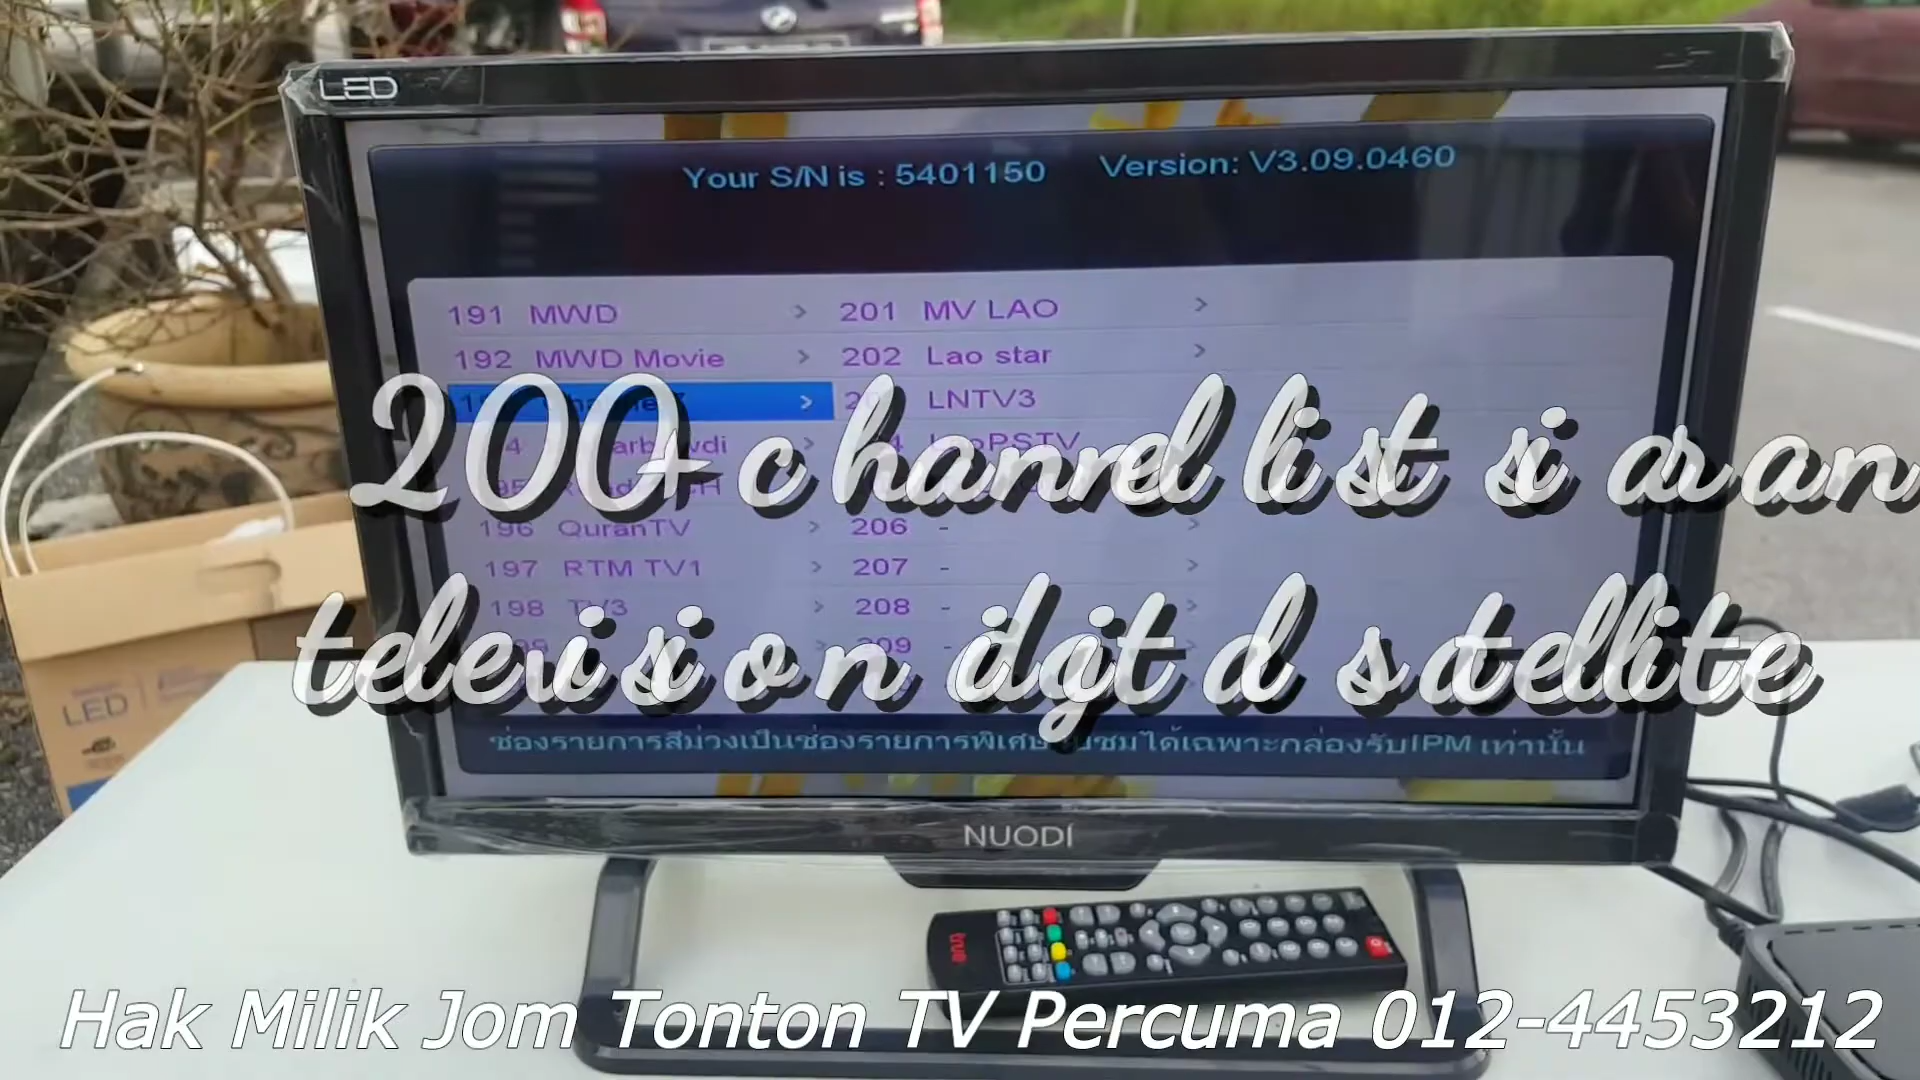 LED
Your S/N is : 5401150 Version: V3.09.0460
191 MWD > 201 MV LAO >
192 MWD Movie > 202 Lao star >
> LNTV3
200+ channel list siaran
196 QuranTV > 206 - >
197 RTM TV1 > 207 - >
198 TV3 > 208 - >
television digital satellite
ช่องรายการสีม่วงเป็นช่องรายการพิเศษ ชมได้เฉพาะกล่องรับIPM เท่านั้น
LED
NUODI
true
Hak Milik Jom Tonton TV Percuma 012-4453212